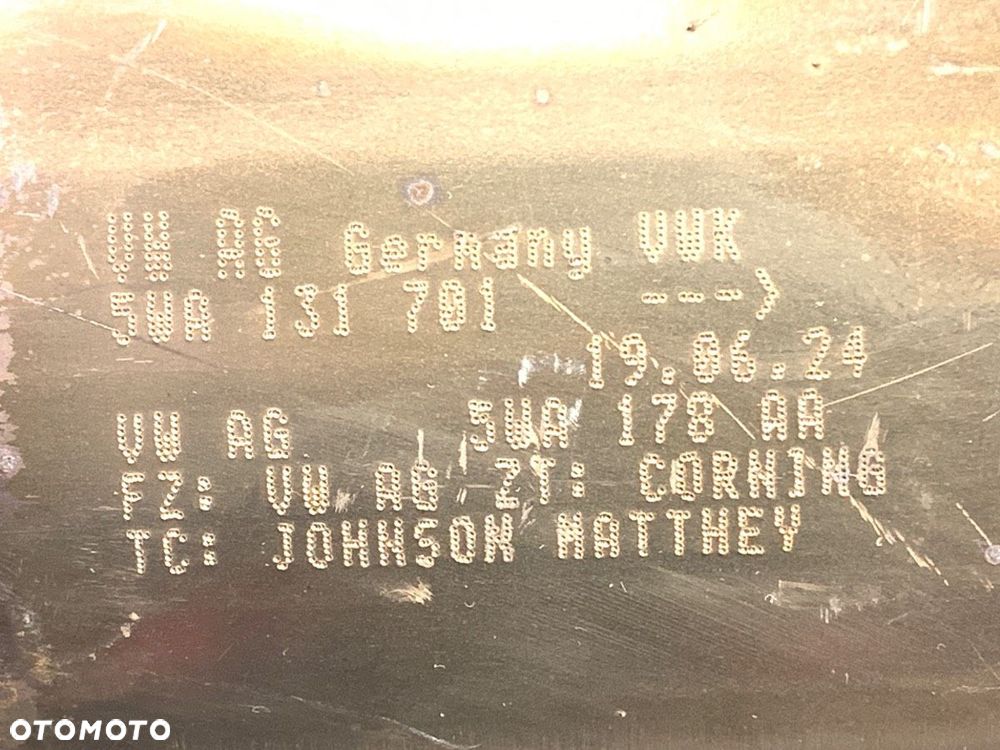 VW AG Germany VWK
5WA 131 701 --->
19.06.24
VW AG 5WA 178 AA
FZ: VW AG ZT: CORNING
TC: JOHNSON MATTHEY
OTOMOTO